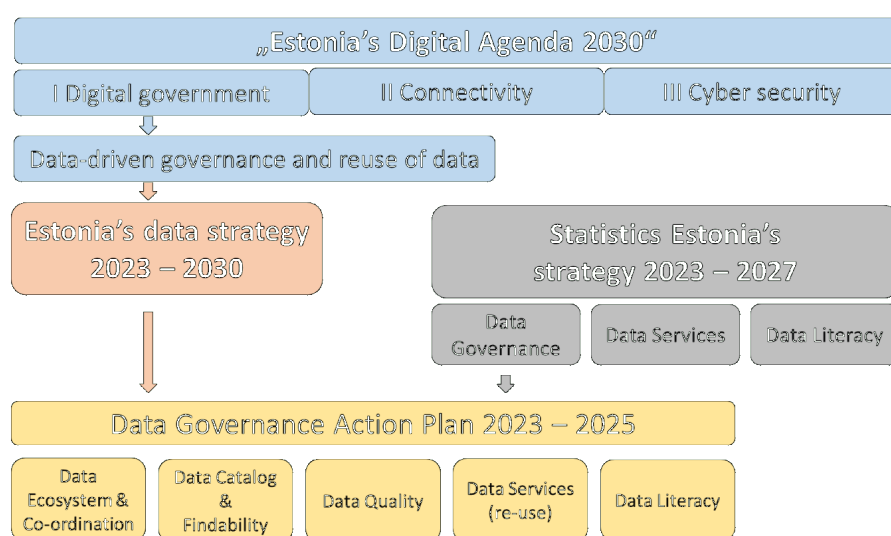 „Estonia's Digital Agenda 2030“
I Digital government
II Connectivity
III Cyber security
Data-driven governance and reuse of data
Estonia's data strategy
2023 – 2030
Statistics Estonia's
strategy 2023 – 2027
Data
Governance
Data Services
Data Literacy
Data Governance Action Plan 2023 – 2025
Data
Ecosystem &
Co-ordination
Data Catalog
&
Findability
Data Quality
Data Services
(re-use)
Data Literacy